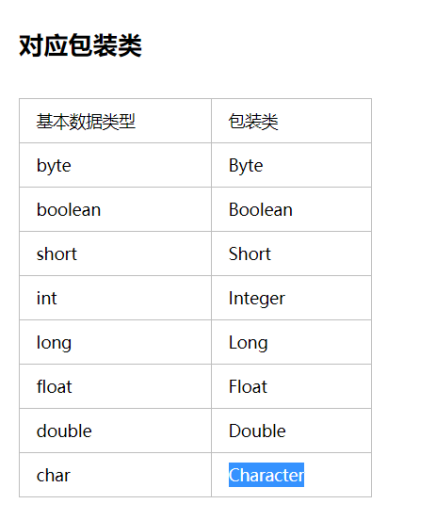 对应包装类
基本数据类型 包装类
byte Byte
boolean Boolean
short Short
int Integer
long Long
float Float
double Double
char Character